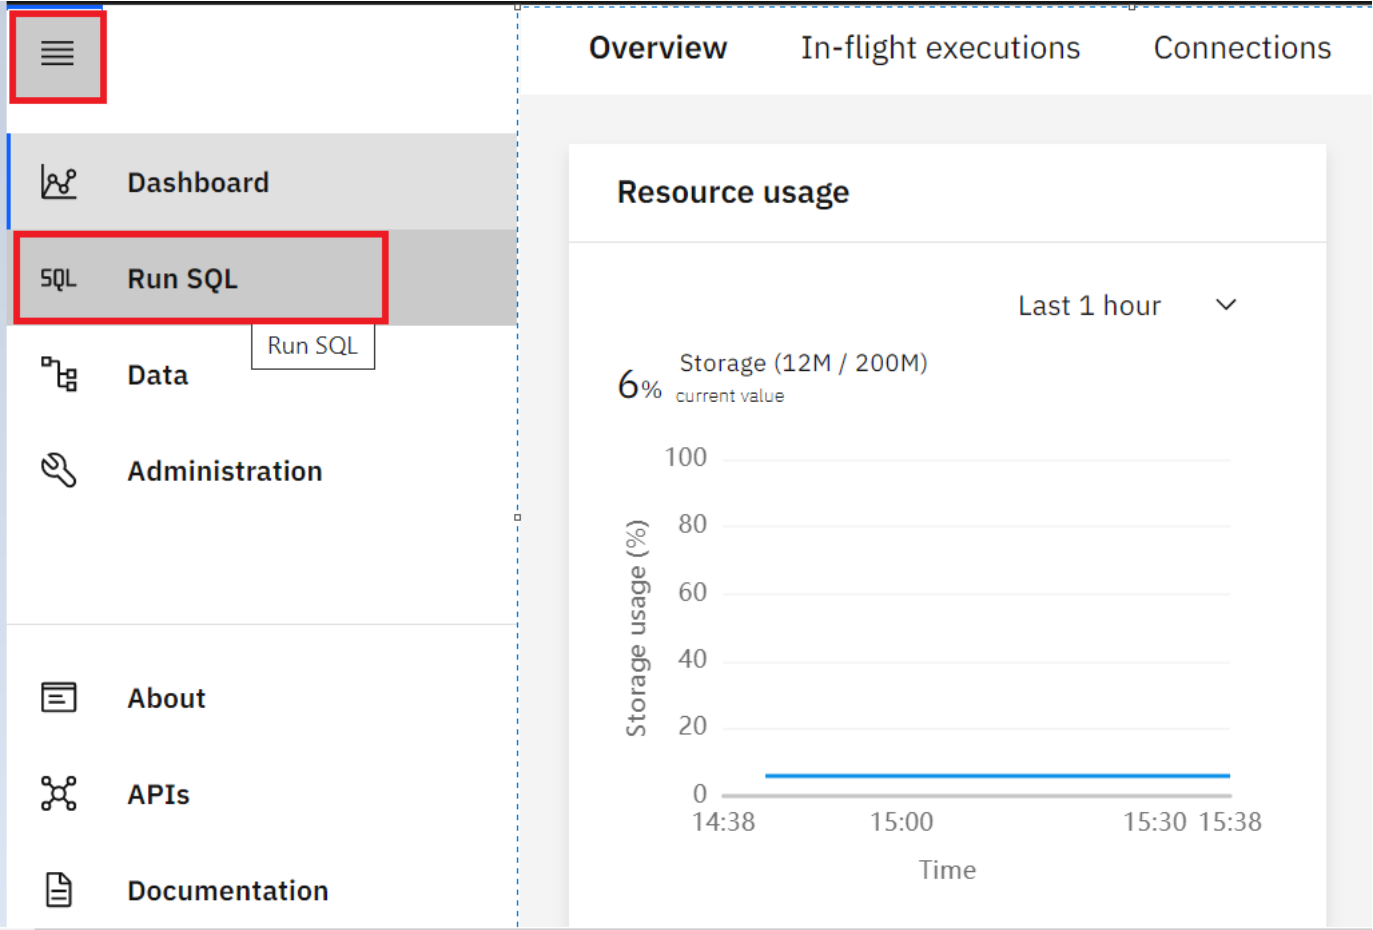 Overview In-flight executions Connections
Dashboard
SQL Run SQL
Run SQL
Data
Administration
About
APIs
Documentation
Resource usage
Last 1 hour
6% Storage (12M / 200M)
current value
100
80
60
40
20
0
Storage usage (%)
14:38 15:00 15:30 15:38
Time